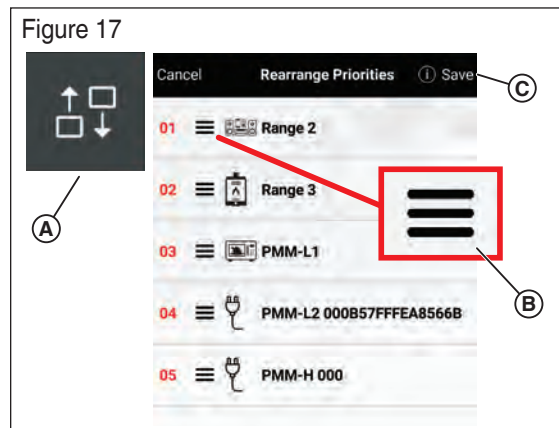 Figure 17
Cancel Rearrange Priorities i Save
01 Range 2
02 Range 3
03 PMM-L1
04 PMM-L2 000B57FFFEA8566B
05 PMM-H 000
A
B
C